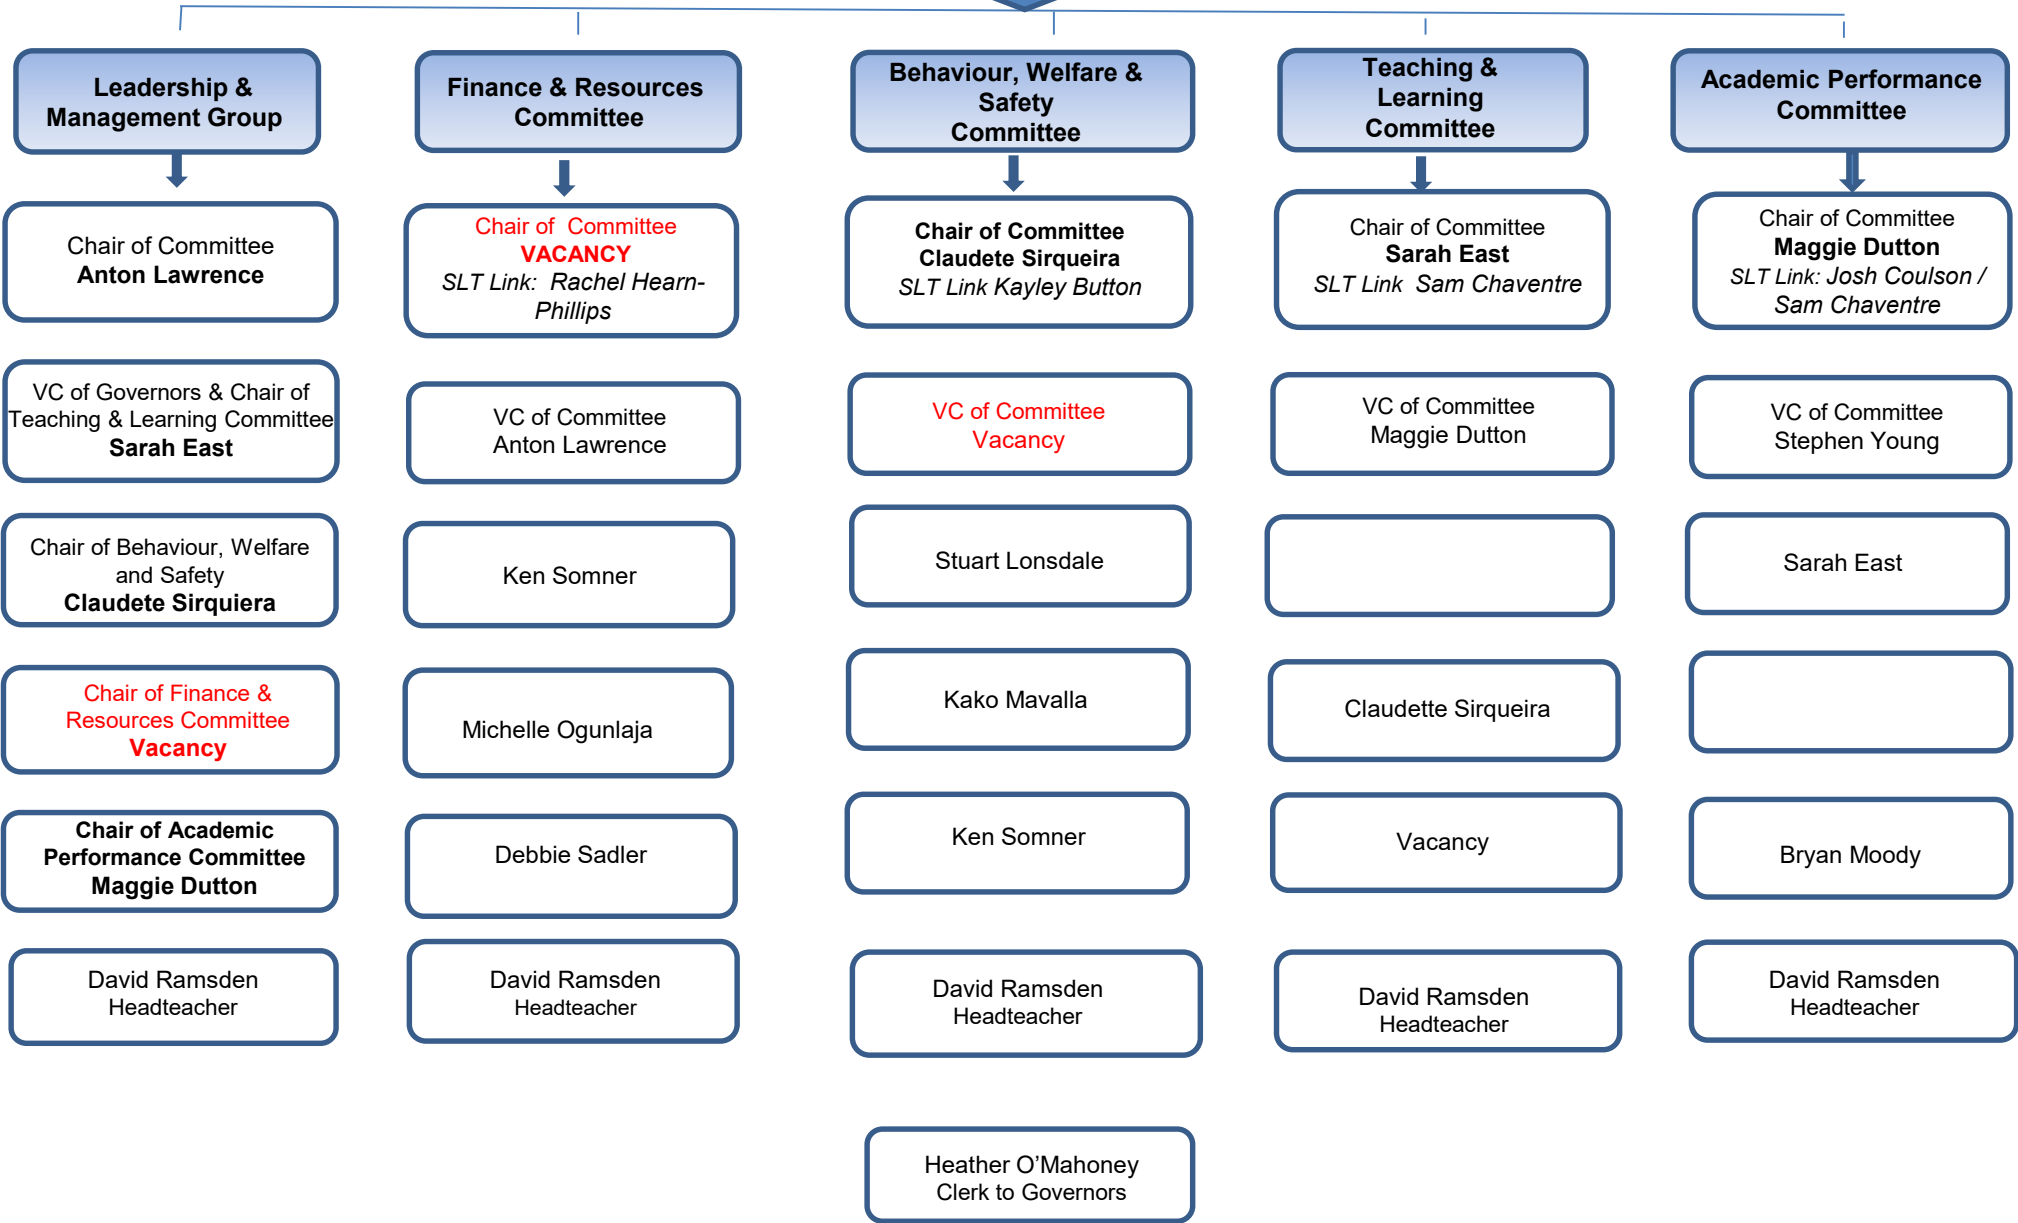 Leadership &
Management Group
Chair of Committee
Anton Lawrence
VC of Governors & Chair of
Teaching & Learning Committee
Sarah East
Chair of Behaviour, Welfare
and Safety
Claudete Sirquiera
Chair of Finance &
Resources Committee
Vacancy
Chair of Academic
Performance Committee
Maggie Dutton
David Ramsden
Headteacher
Finance & Resources
Committee
Chair of Committee
VACANCY
SLT Link: Rachel Hearn-
Phillips
VC of Committee
Anton Lawrence
Ken Somner
Michelle Ogunlaja
Debbie Sadler
David Ramsden
Headteacher
Behaviour, Welfare &
Safety
Committee
Chair of Committee
Claudete Sirqueira
SLT Link Kayley Button
VC of Committee
Vacancy
Stuart Lonsdale
Kako Mavalla
Ken Somner
David Ramsden
Headteacher
Heather O’Mahoney
Clerk to Governors
Teaching &
Learning
Committee
Chair of Committee
Sarah East
SLT Link Sam Chaventre
VC of Committee
Maggie Dutton
Claudette Sirqueira
Vacancy
David Ramsden
Headteacher
Academic Performance
Committee
Chair of Committee
Maggie Dutton
SLT Link: Josh Coulson /
Sam Chaventre
VC of Committee
Stephen Young
Sarah East
Bryan Moody
David Ramsden
Headteacher